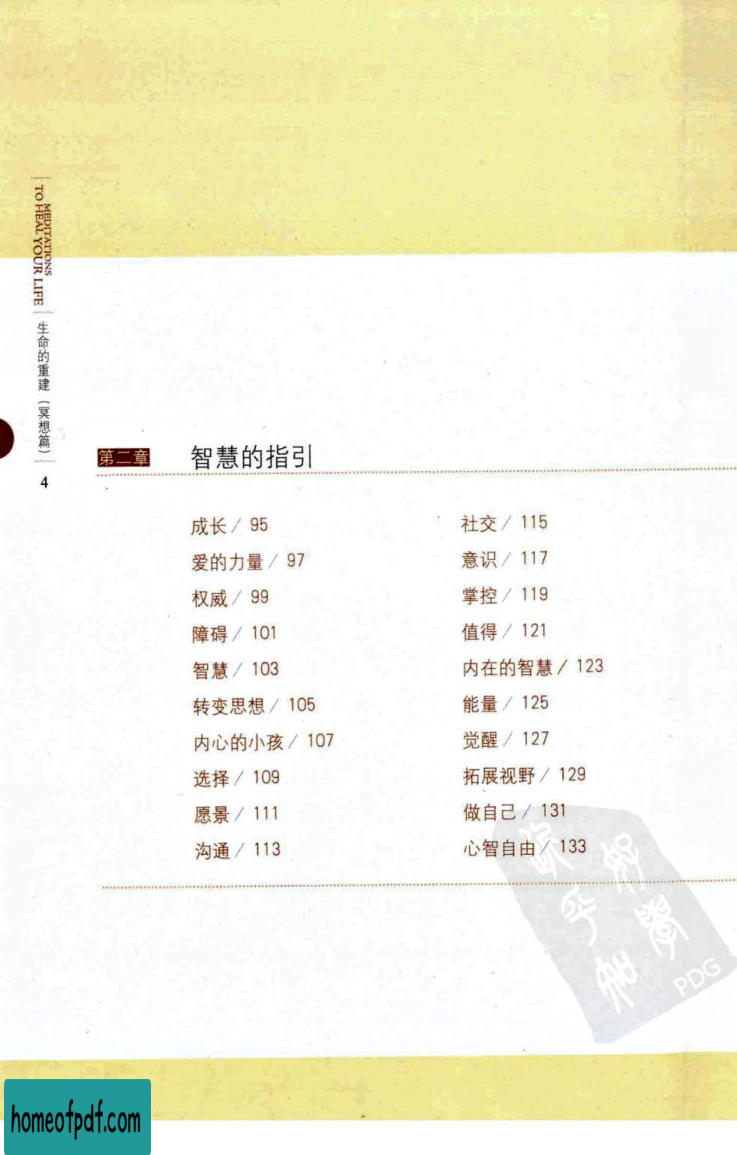 MEDITATIONS
TO HEAL YOUR LIFE
生命的重建(冥想篇)
4
第二章 智慧的指引
成长 / 95
爱的力量 / 97
权威 / 99
障碍 / 101
智慧 / 103
转变思想 / 105
内心的小孩 / 107
选择 / 109
愿景 / 111
沟通 / 113
社交 / 115
意识 / 117
掌控 / 119
值得 / 121
内在的智慧 / 123
能量 / 125
觉醒 / 127
拓展视野 / 129
做自己 / 131
心智自由 / 133
PDG
homeofpdf.com